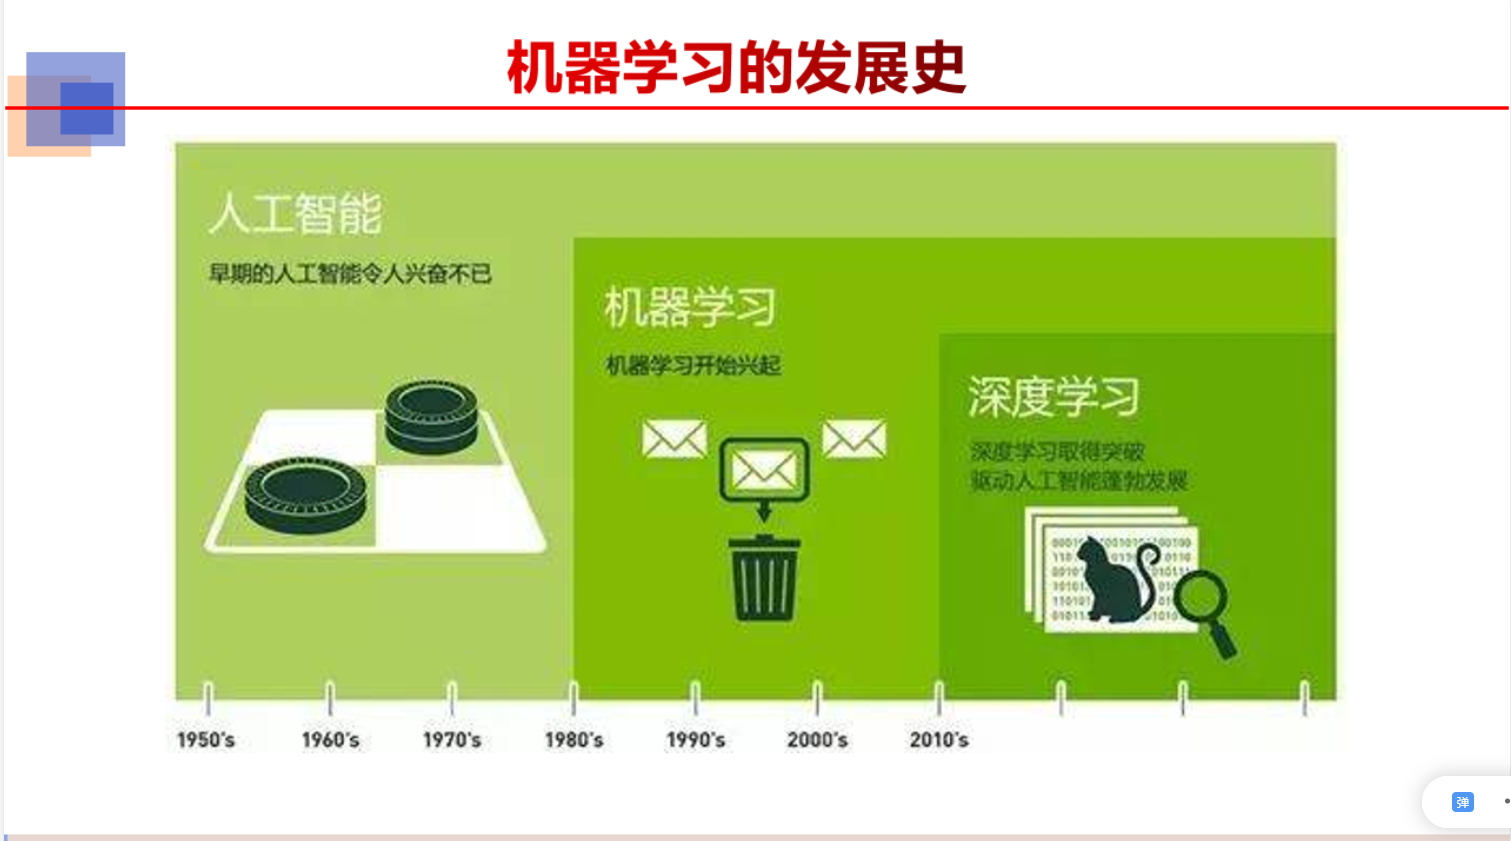 机器学习的发展史
人工智能
早期的人工智能令人兴奋不已
机器学习
机器学习开始兴起
深度学习
深度学习取得突破
驱动人工智能蓬勃发展
1950's
1960's
1970's
1980's
1990's
2000's
2010's
弹